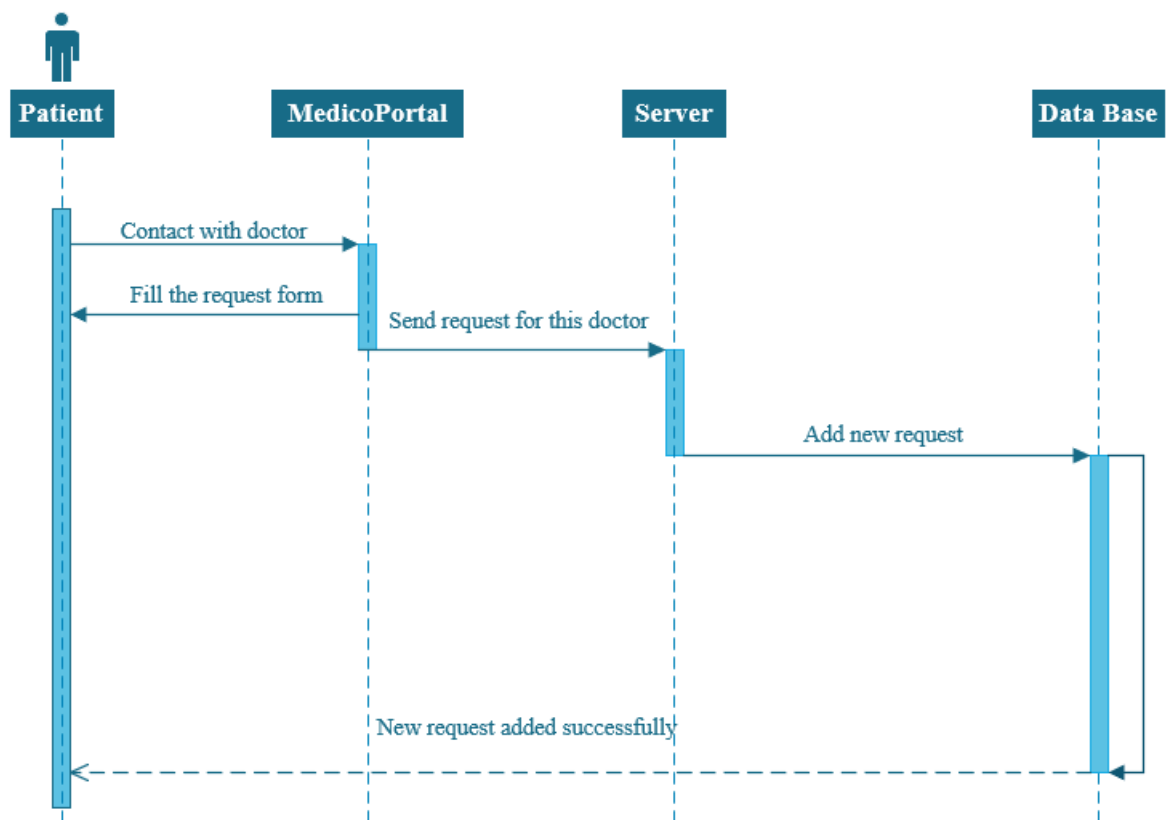 Patient
MedicoPortal
Server
Data Base
Contact with doctor
Fill the request form
Send request for this doctor
Add new request
New request added successfully